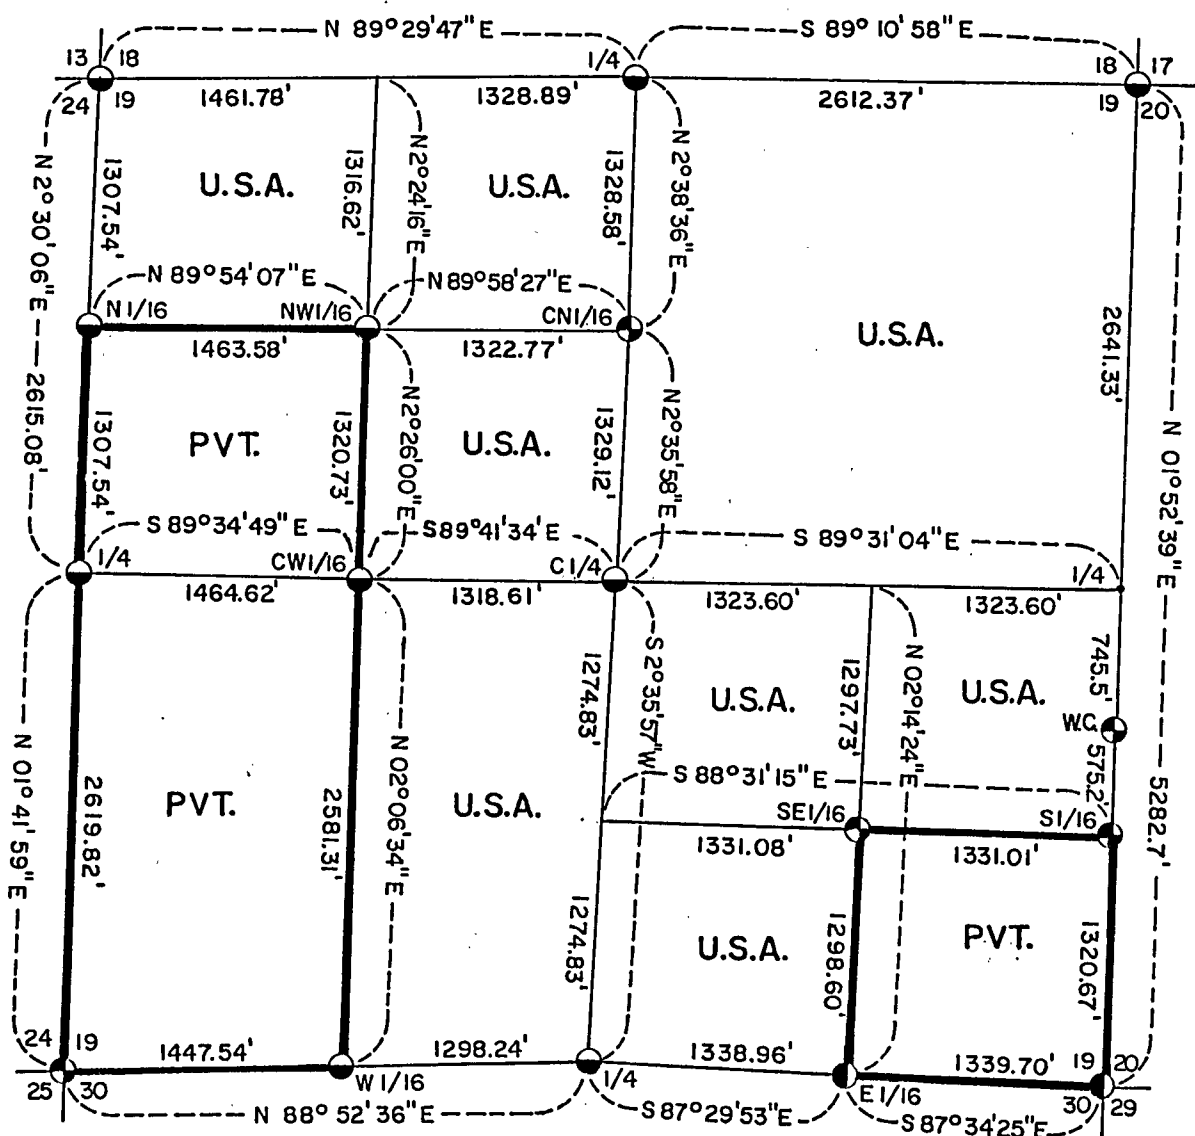 N 89°29'47"E
S 89°10'58"E
13 18
1/4
18 17
24 19
1461.78'
1328.89'
2612.37'
19 20
N 2°30'06"E
2615.08'
1307.54'
U.S.A.
1316.62'
N2°24'16"E
U.S.A.
1328.58'
N 2°38'36"E
N 89°54'07"E
N89°58'27"E
N 1/16
NW1/16
CN1/16
1463.58'
1322.77'
U.S.A.
2641.33'
1307.54'
PVT.
1320.73'
N2°26'00"E
U.S.A.
1329.12'
N2°35'58"E
N 01°52'39"E
5282.7'
S 89°34'49"E
S89°41'34'E
S 89°31'04"E
1/4
CW1/16
C 1/4
1/4
1464.62'
1318.61'
1323.60'
1323.60'
N 01°41'59"E
2619.82'
PVT.
2581.31'
N 02°06'34"E
U.S.A.
1274.83'
S 2°35'57"W
U.S.A.
1297.73'
N 02°14'24"E
U.S.A.
745.5'
W.C.
575.2'
S 88°31'15"E
SE1/16
S1/16
1331.08'
1331.01'
1274.83'
U.S.A.
1298.60'
PVT.
1320.67'
24 19
1447.54'
1298.24'
1338.96'
1339.70'
19 20
25 30
W 1/16
1/4
E 1/16
30 29
N 88°52'36"E
S87°29'53"E
S 87°34'25"E